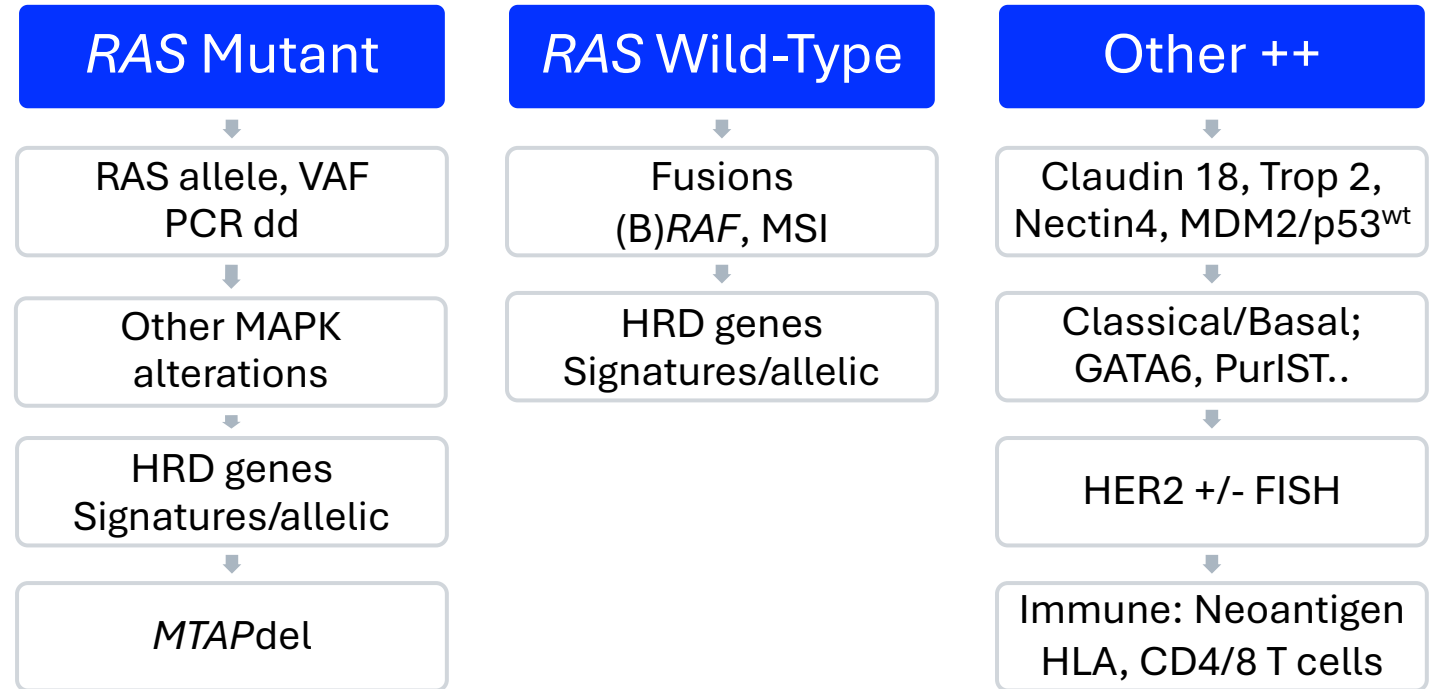 RAS Mutant
RAS allele, VAF
PCR dd
Other MAPK
alterations
HRD genes
Signatures/allelic
MTAPdel
RAS Wild-Type
Fusions
(B)RAF, MSI
HRD genes
Signatures/allelic
Other ++
Claudin 18, Trop 2,
Nectin4, MDM2/p53ʷᵗ
Classical/Basal;
GATA6, PurIST..
HER2 +/- FISH
Immune: Neoantigen
HLA, CD4/8 T cells